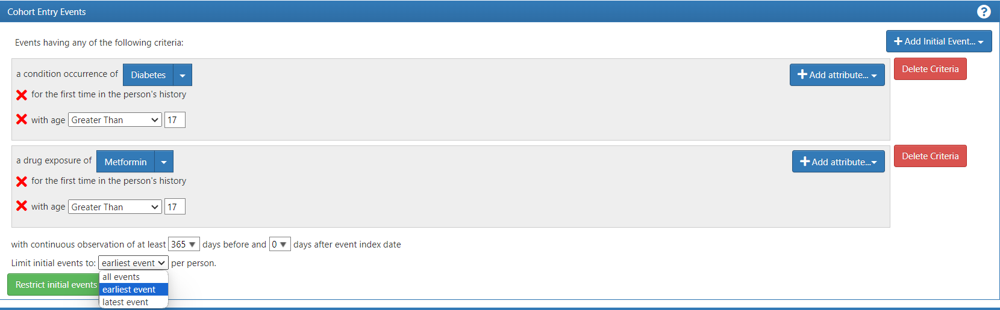 Cohort Entry Events
?
Events having any of the following criteria:
Add Initial Event...
a condition occurrence of Diabetes
Add attribute...
Delete Criteria
for the first time in the person's history
with age Greater Than 17
a drug exposure of Metformin
Add attribute...
Delete Criteria
for the first time in the person's history
with age Greater Than 17
with continuous observation of at least 365 days before and 0 days after event index date
Limit initial events to: earliest event per person.
all events
Restrict initial events
earliest event
latest event